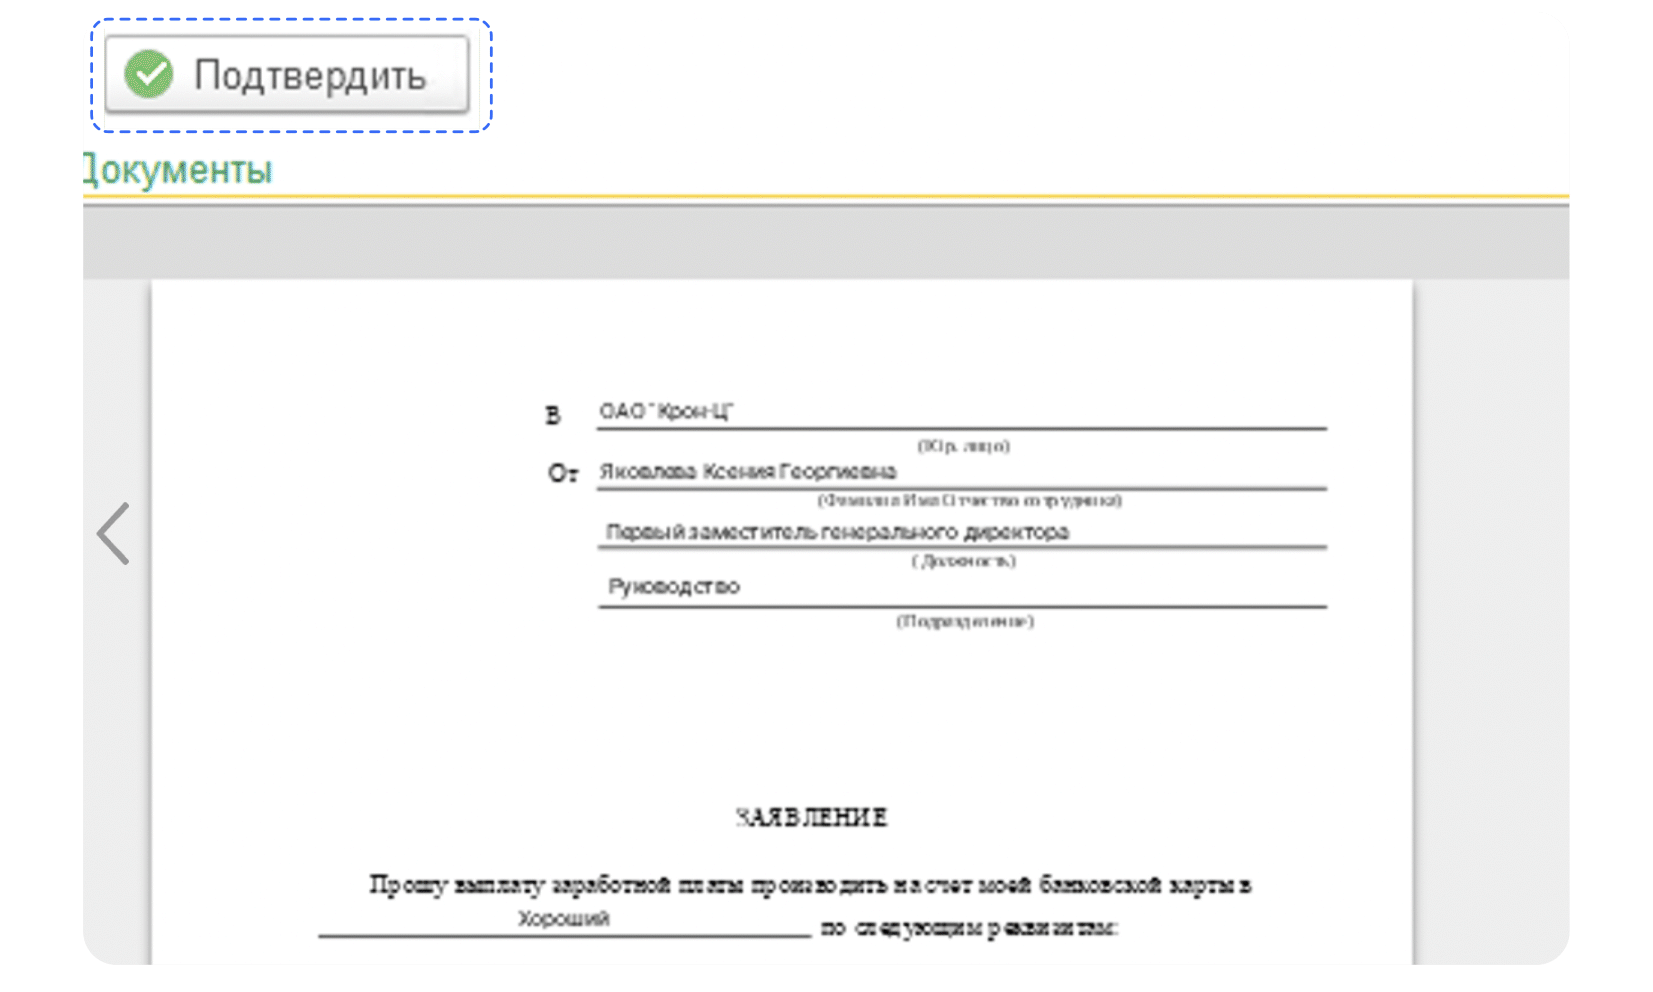 Подтвердить
Документы
В ОАО "Крон-Ц"
(Юр. лицо)
От Яковлева Ксения Георгиевна
(Фамилия Имя Отчество сотрудника)
Первый заместитель генерального директора
(Должность)
Руководство
(Подразделение)
ЗАЯВЛЕНИЕ
Прошу выплату заработной платы производить на счет моей банковской карты в
Хороший по следующим реквизитам: